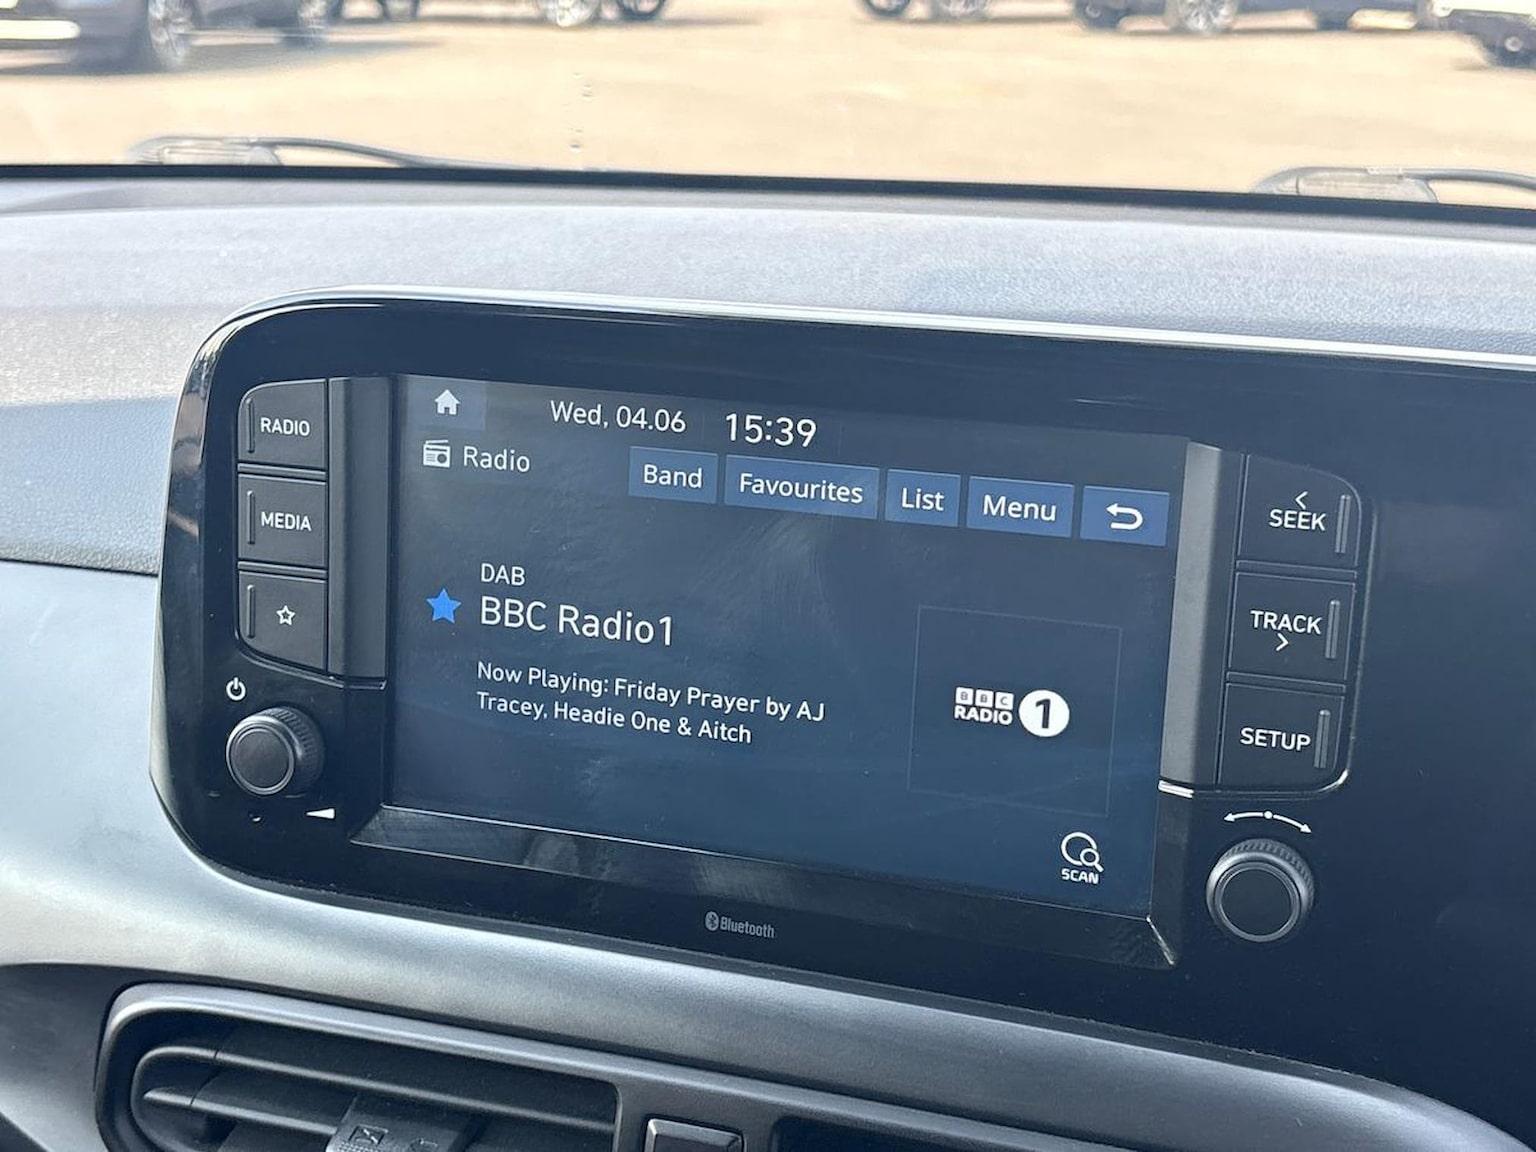 Wed, 04.06 15:39
Radio
Band Favourites List Menu
RADIO
MEDIA
DAB
BBC Radio1
Now Playing: Friday Prayer by AJ
Tracey, Headie One & Aitch
BBC
RADIO 1
SCAN
< SEEK
TRACK >
SETUP
Bluetooth